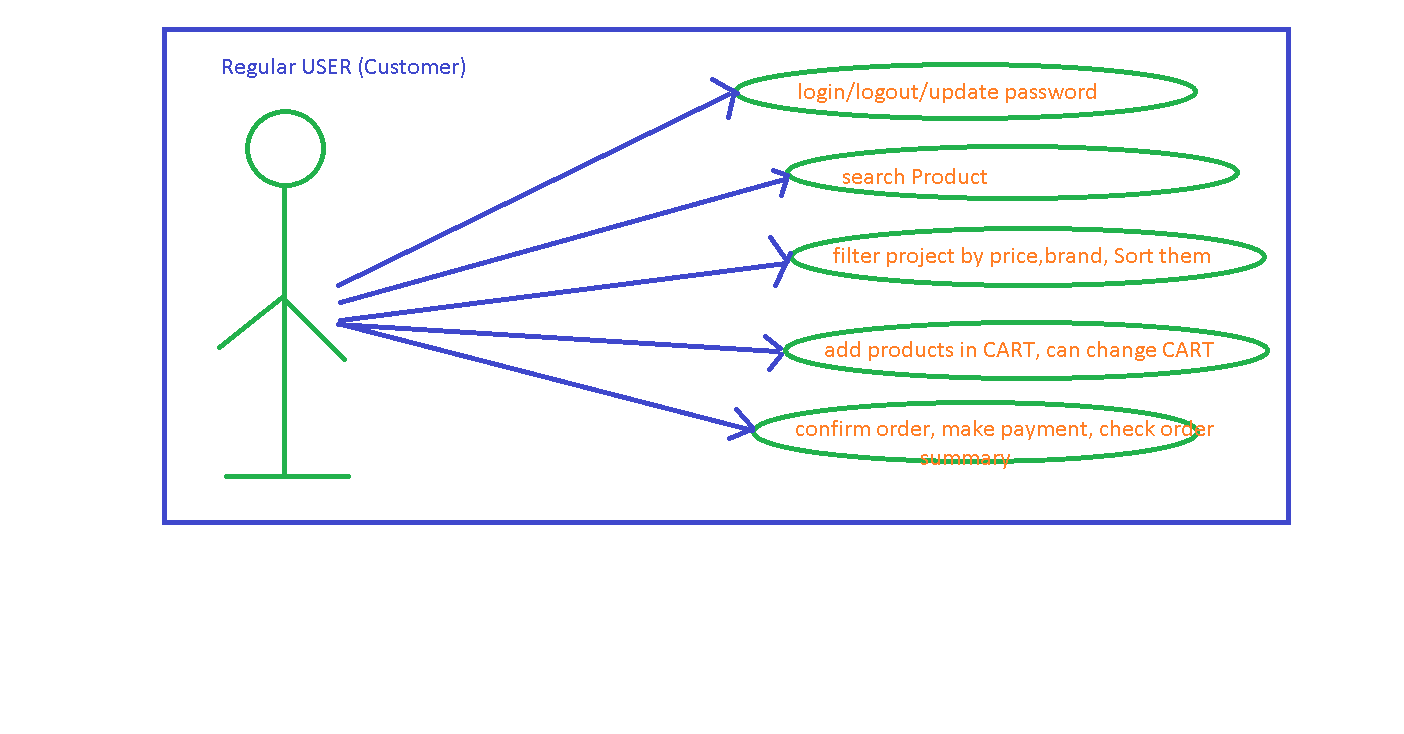 Regular USER (Customer)
login/logout/update password
search Product
filter project by price,brand, Sort them
add products in CART, can change CART
confirm order, make payment, check order
summary